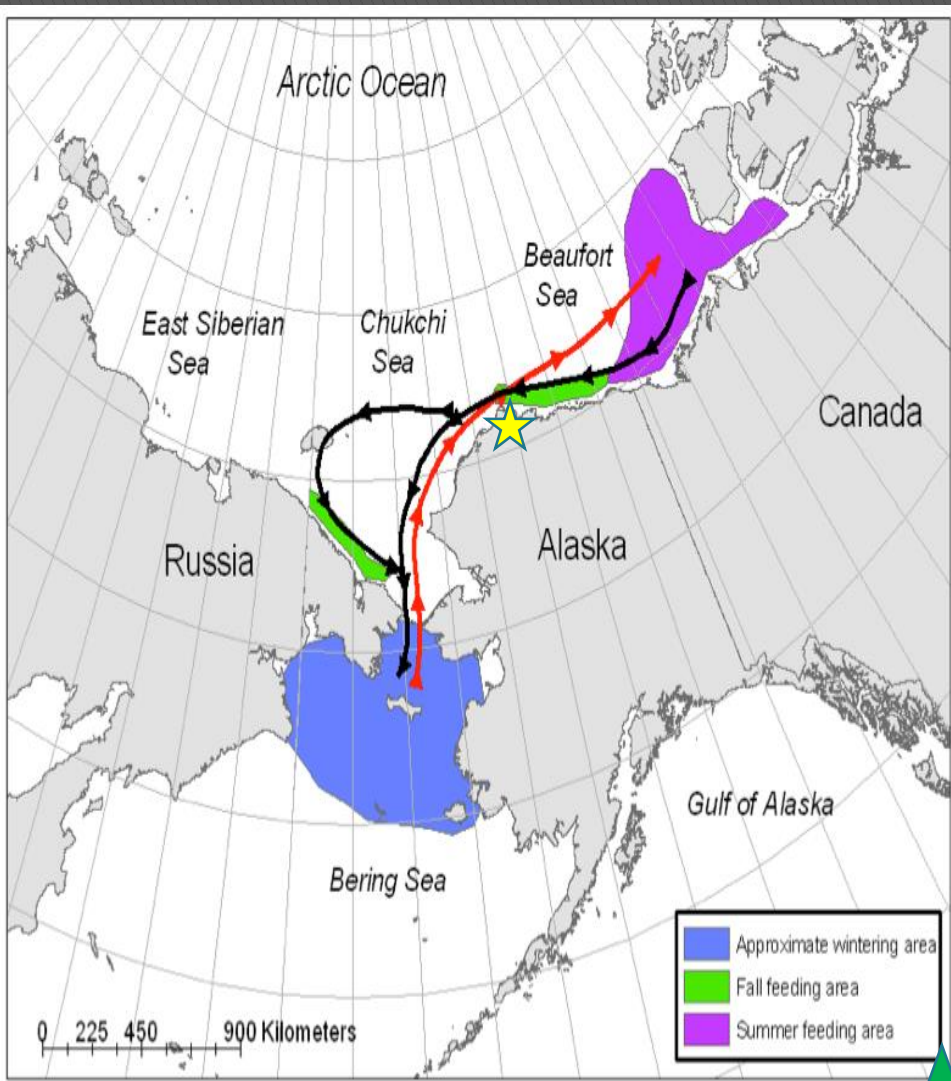 Arctic Ocean
Beaufort
Sea
East Siberian
Sea
Chukchi
Sea
Canada
Russia
Alaska
Gulf of Alaska
Bering Sea
Approximate wintering area
Fall feeding area
Summer feeding area
0 225 450 900 Kilometers